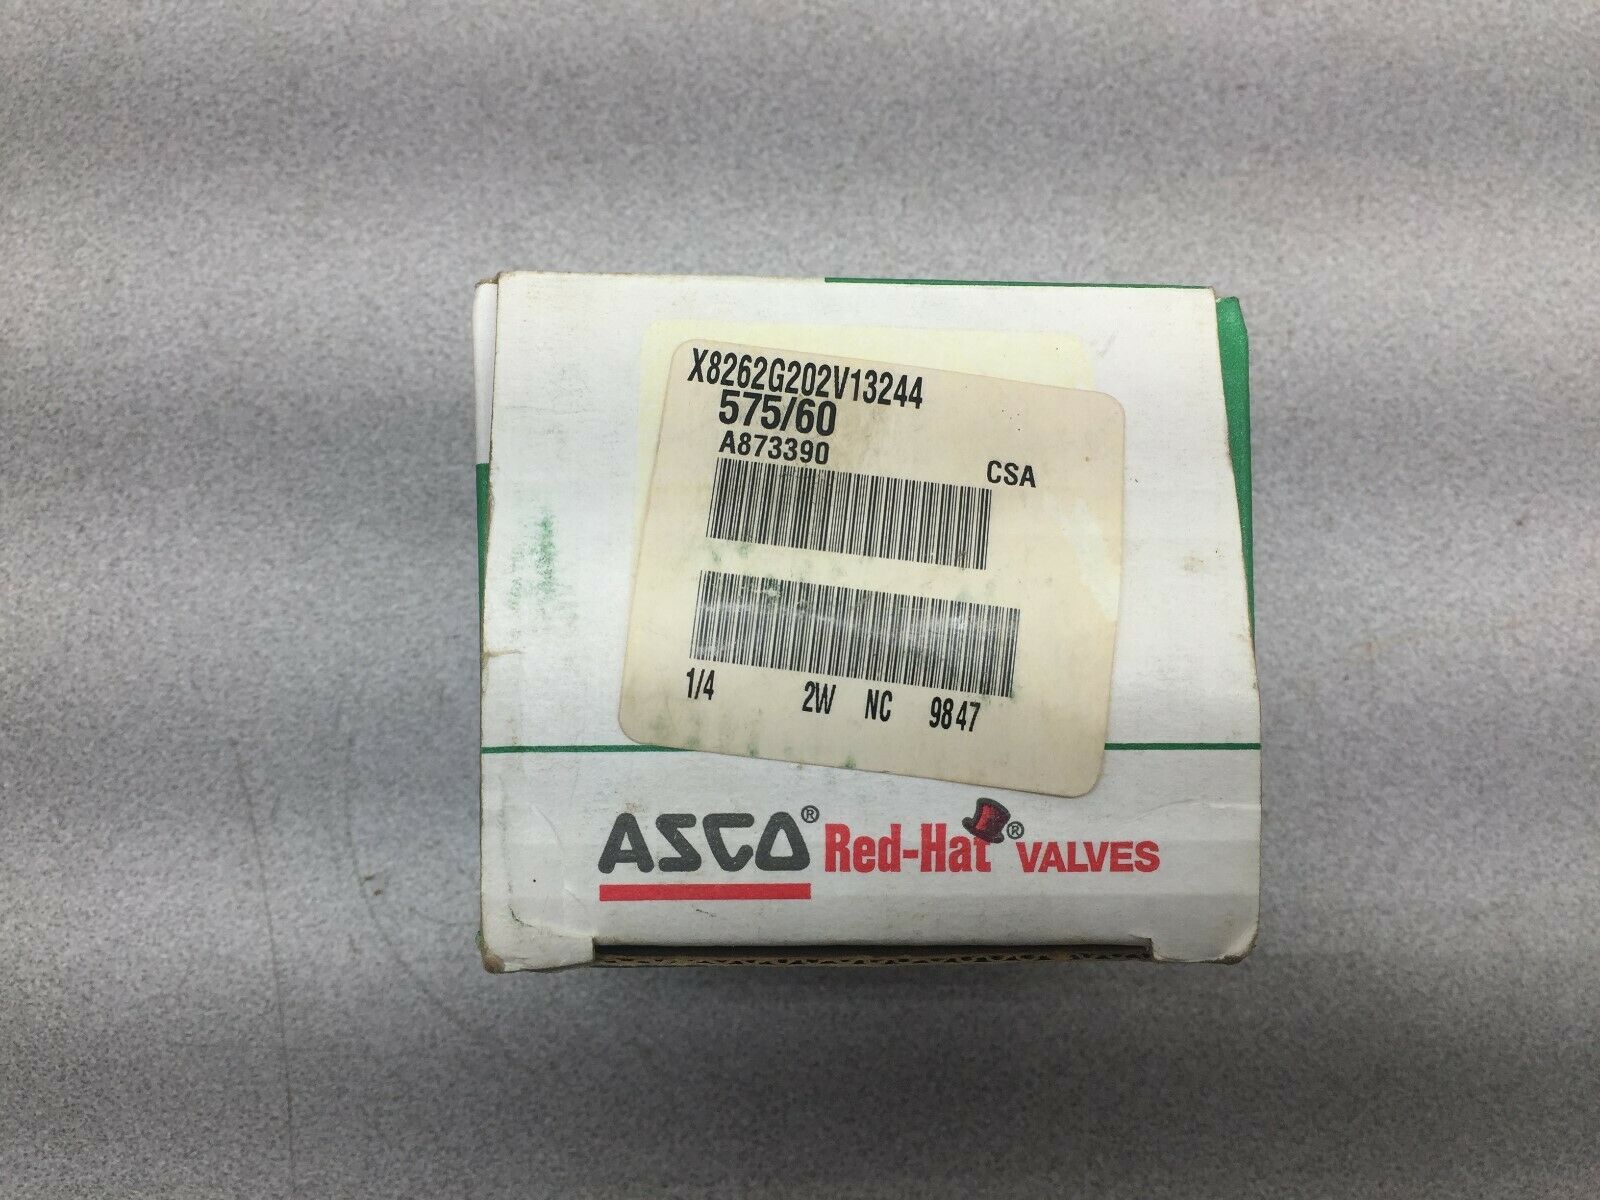 X8262G202V13244
575/60
A873390
CSA
1/4 2W NC 9847
ASCO® Red-Hat® VALVES